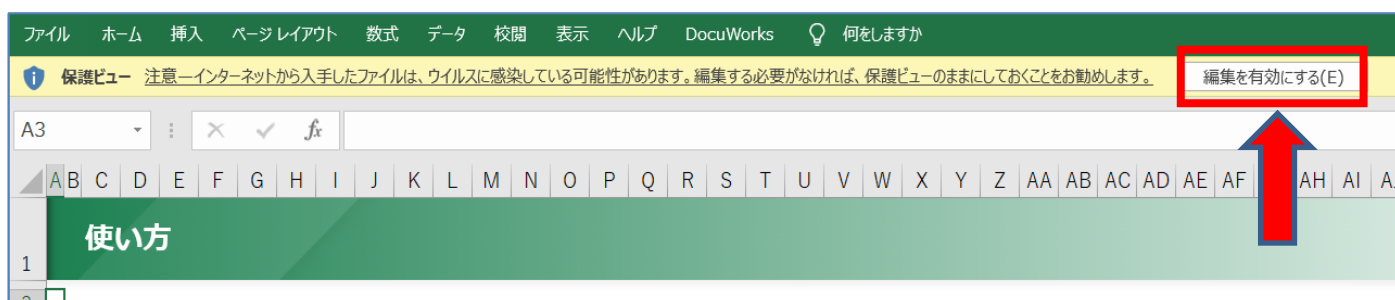 ファイル ホーム 挿入 ページ レイアウト 数式 データ 校閲 表示 ヘルプ DocuWorks 何をしますか
保護ビュー 注意—インターネットから入手したファイルは、ウイルスに感染している可能性があります。編集する必要がなければ、保護ビューのままにしておくことをお勧めします。 編集を有効にする(E)
A3 fx
A B C D E F G H I J K L M N O P Q R S T U V W X Y Z AA AB AC AD AE AF AH AI
1 使い方